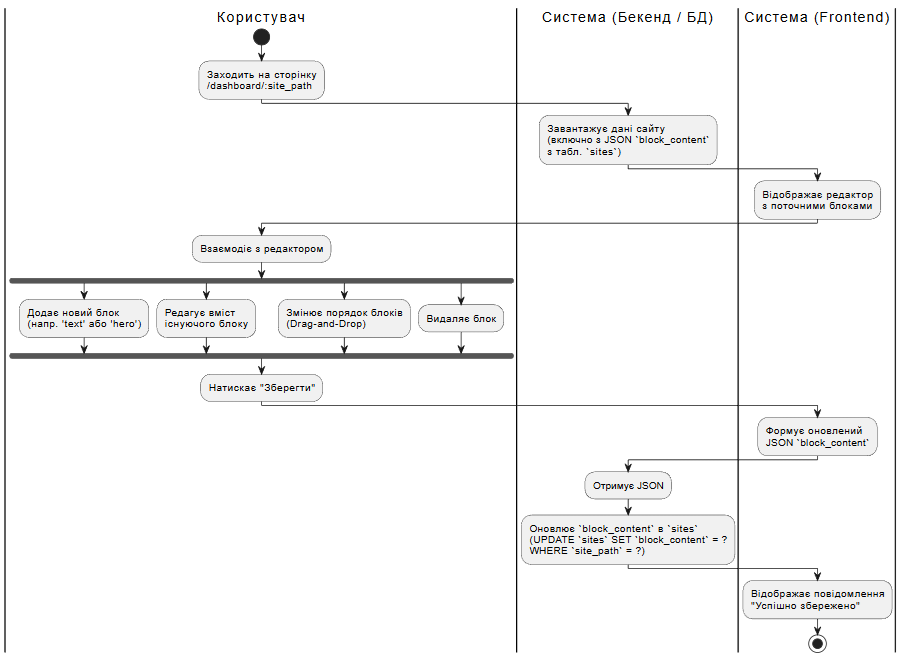 Користувач
Система (Бекенд / БД)
Система (Frontend)
Заходить на сторінку
/dashboard/:site_path
Завантажує дані сайту
(включно з JSON `block_content`
з табл. `sites`)
Відображає редактор
з поточними блоками
Взаємодіє з редактором
Додає новий блок
(напр. 'text' або 'hero')
Редагує вміст
існуючого блоку
Змінює порядок блоків
(Drag-and-Drop)
Видаляє блок
Натискає "Зберегти"
Формує оновлений
JSON `block_content`
Отримує JSON
Оновлює `block_content` в `sites`
(UPDATE `sites` SET `block_content` = ?
WHERE `site_path` = ?)
Відображає повідомлення
"Успішно збережено"